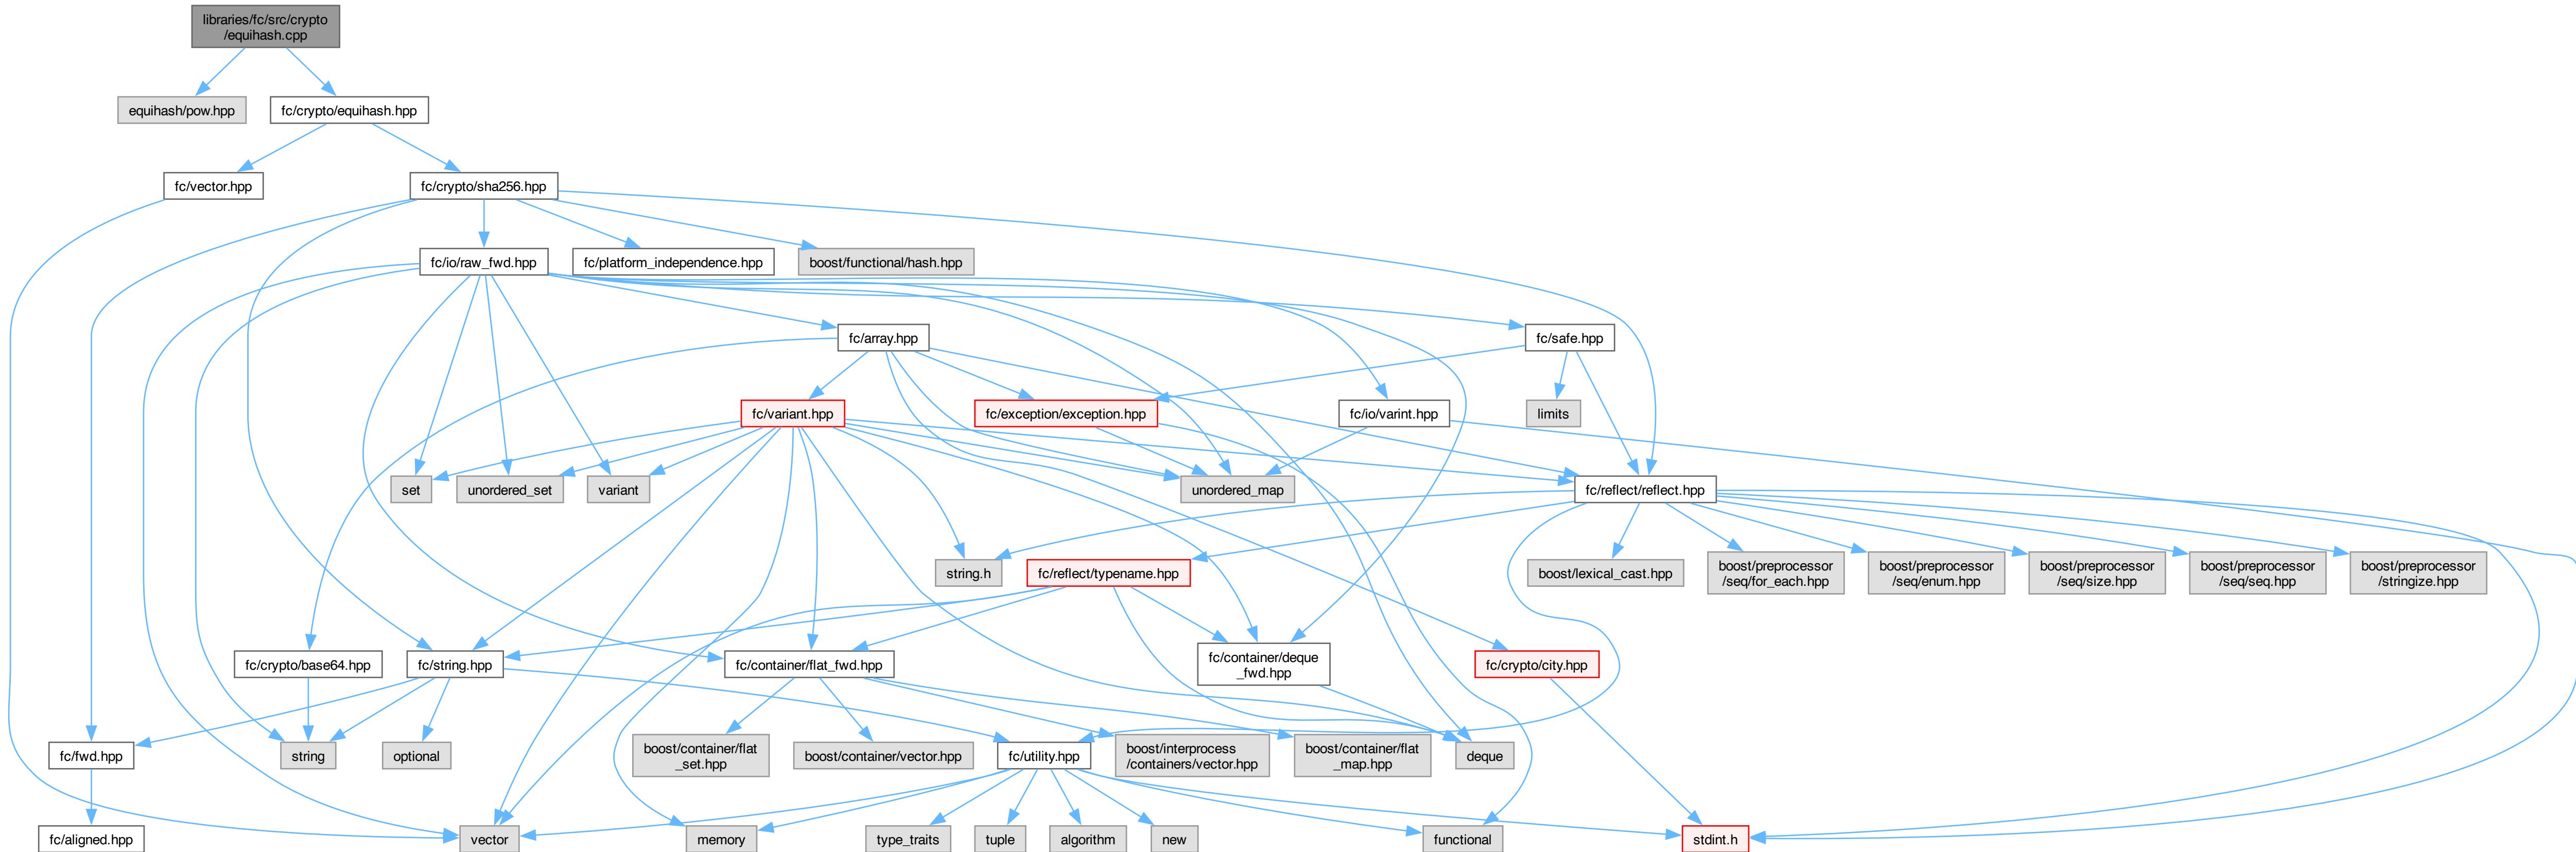 libraries/fc/src/crypto
/equihash.cpp
equihash/pow.hpp
fc/crypto/equihash.hpp
fc/vector.hpp
fc/crypto/sha256.hpp
fc/io/raw_fwd.hpp
fc/platform_independence.hpp
boost/functional/hash.hpp
fc/array.hpp
fc/safe.hpp
fc/variant.hpp
fc/exception/exception.hpp
fc/io/varint.hpp
limits
set
unordered_set
variant
unordered_map
fc/reflect/reflect.hpp
string.h
fc/reflect/typename.hpp
boost/lexical_cast.hpp
boost/preprocessor
/seq/for_each.hpp
boost/preprocessor
/seq/enum.hpp
boost/preprocessor
/seq/size.hpp
boost/preprocessor
/seq/seq.hpp
boost/preprocessor
/stringize.hpp
fc/crypto/base64.hpp
fc/string.hpp
fc/container/flat_fwd.hpp
fc/container/deque
_fwd.hpp
fc/crypto/city.hpp
fc/fwd.hpp
string
optional
boost/container/flat
_set.hpp
boost/container/vector.hpp
fc/utility.hpp
boost/interprocess
/containers/vector.hpp
boost/container/flat
_map.hpp
deque
fc/aligned.hpp
vector
memory
type_traits
tuple
algorithm
new
functional
stdint.h